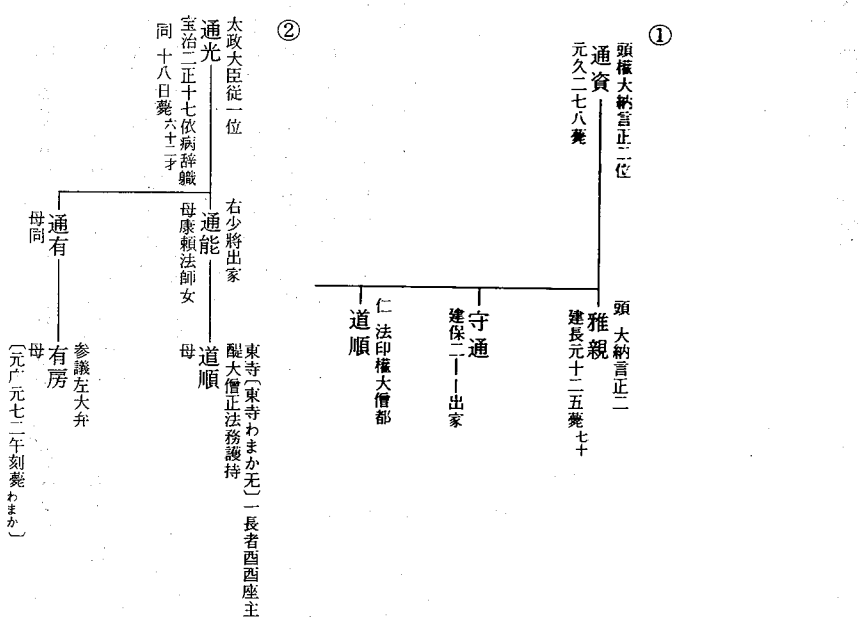 ①
頭權大納言正二位
通資
元久二七八薨
頭 大納言正二
雅親
建長元十二五薨七十
守通
建保二ーー出家
仁 法印權大僧都
道順
②
太政大臣従一位
通光
宝治二正十七依病辞職
同 十八日薨六十二才
右少將出家
通能
母康頼法師女
東寺〔東寺わまか无〕一長者酉酉座主
醍大僧正法務護持
道順
母
通有
母同
参議左大弁
有房
母
〔元广元七二午刻薨わまか〕